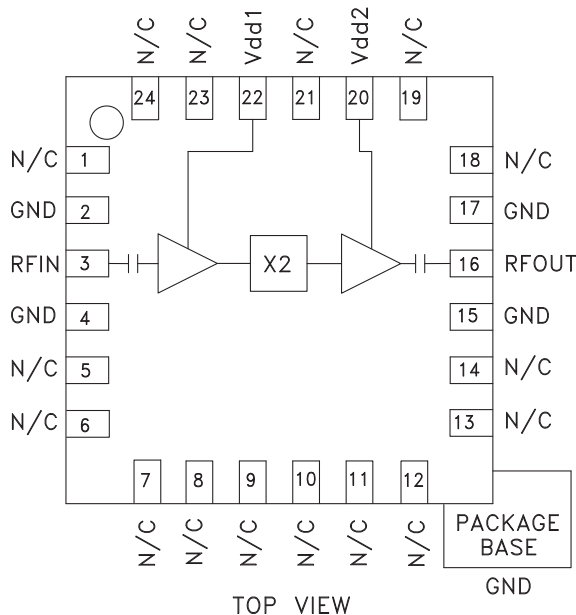 N/C N/C Vdd1 N/C Vdd2 N/C
24 23 22 21 20 19
N/C 1 18 N/C
GND 2 17 GND
RFIN 3 X2 16 RFOUT
GND 4 15 GND
N/C 5 14 N/C
N/C 6 13 N/C
7 8 9 10 11 12
N/C N/C N/C N/C N/C N/C
PACKAGE
BASE
GND
TOP VIEW